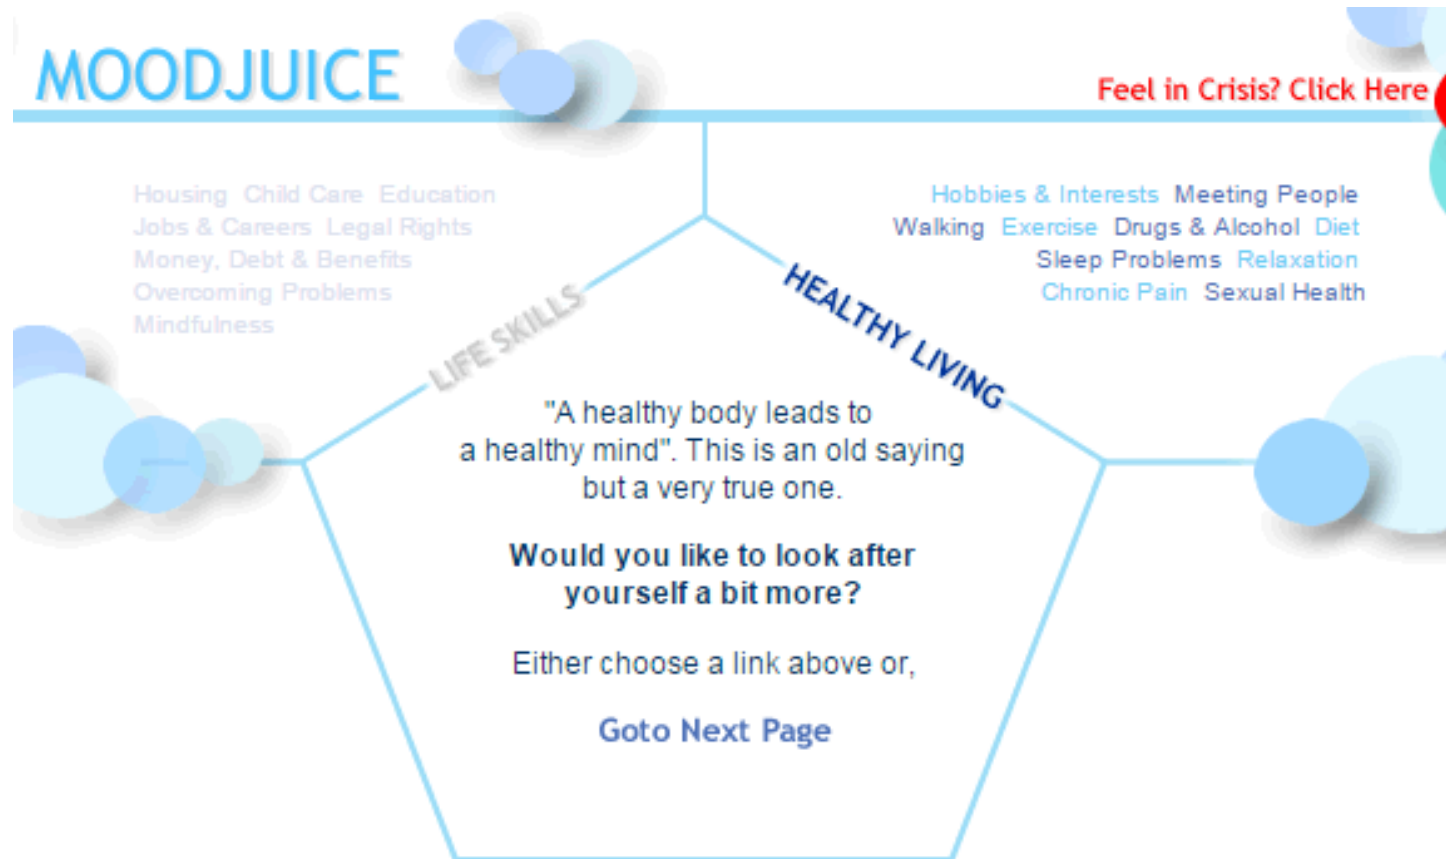 MOODJUICE
Feel in Crisis? Click Here
Housing Child Care Education
Jobs & Careers Legal Rights
Money, Debt & Benefits
Overcoming Problems
Mindfulness
LIFE SKILLS
Hobbies & Interests Meeting People
Walking Exercise Drugs & Alcohol Diet
Sleep Problems Relaxation
Chronic Pain Sexual Health
HEALTHY LIVING
"A healthy body leads to
a healthy mind". This is an old saying
but a very true one.
Would you like to look after
yourself a bit more?
Either choose a link above or,
Goto Next Page